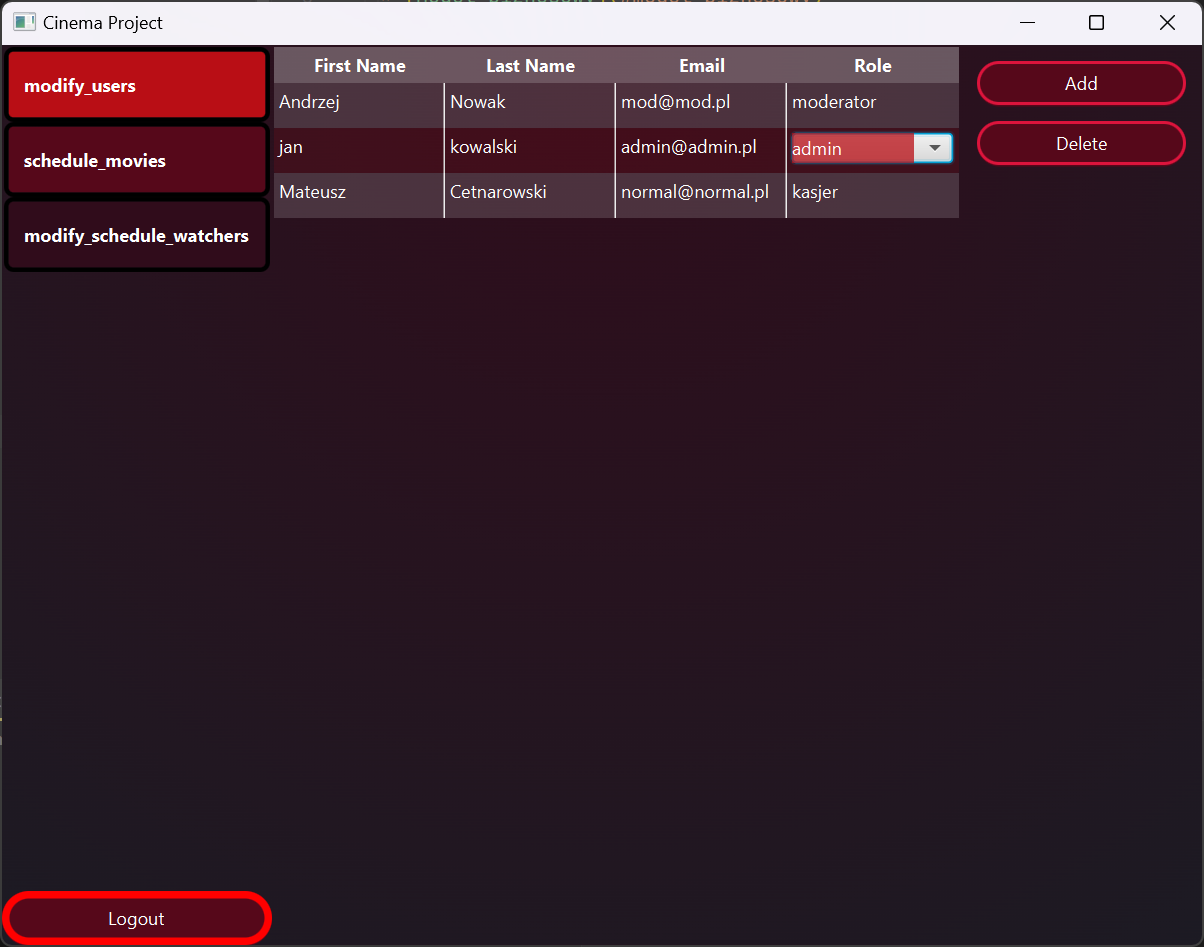 Cinema Project
modify_users
schedule_movies
modify_schedule_watchers
First Name Last Name Email Role
Andrzej Nowak mod@mod.pl moderator
jan kowalski admin@admin.pl admin
Mateusz Cetnarowski normal@normal.pl kasjer
Add
Delete
Logout